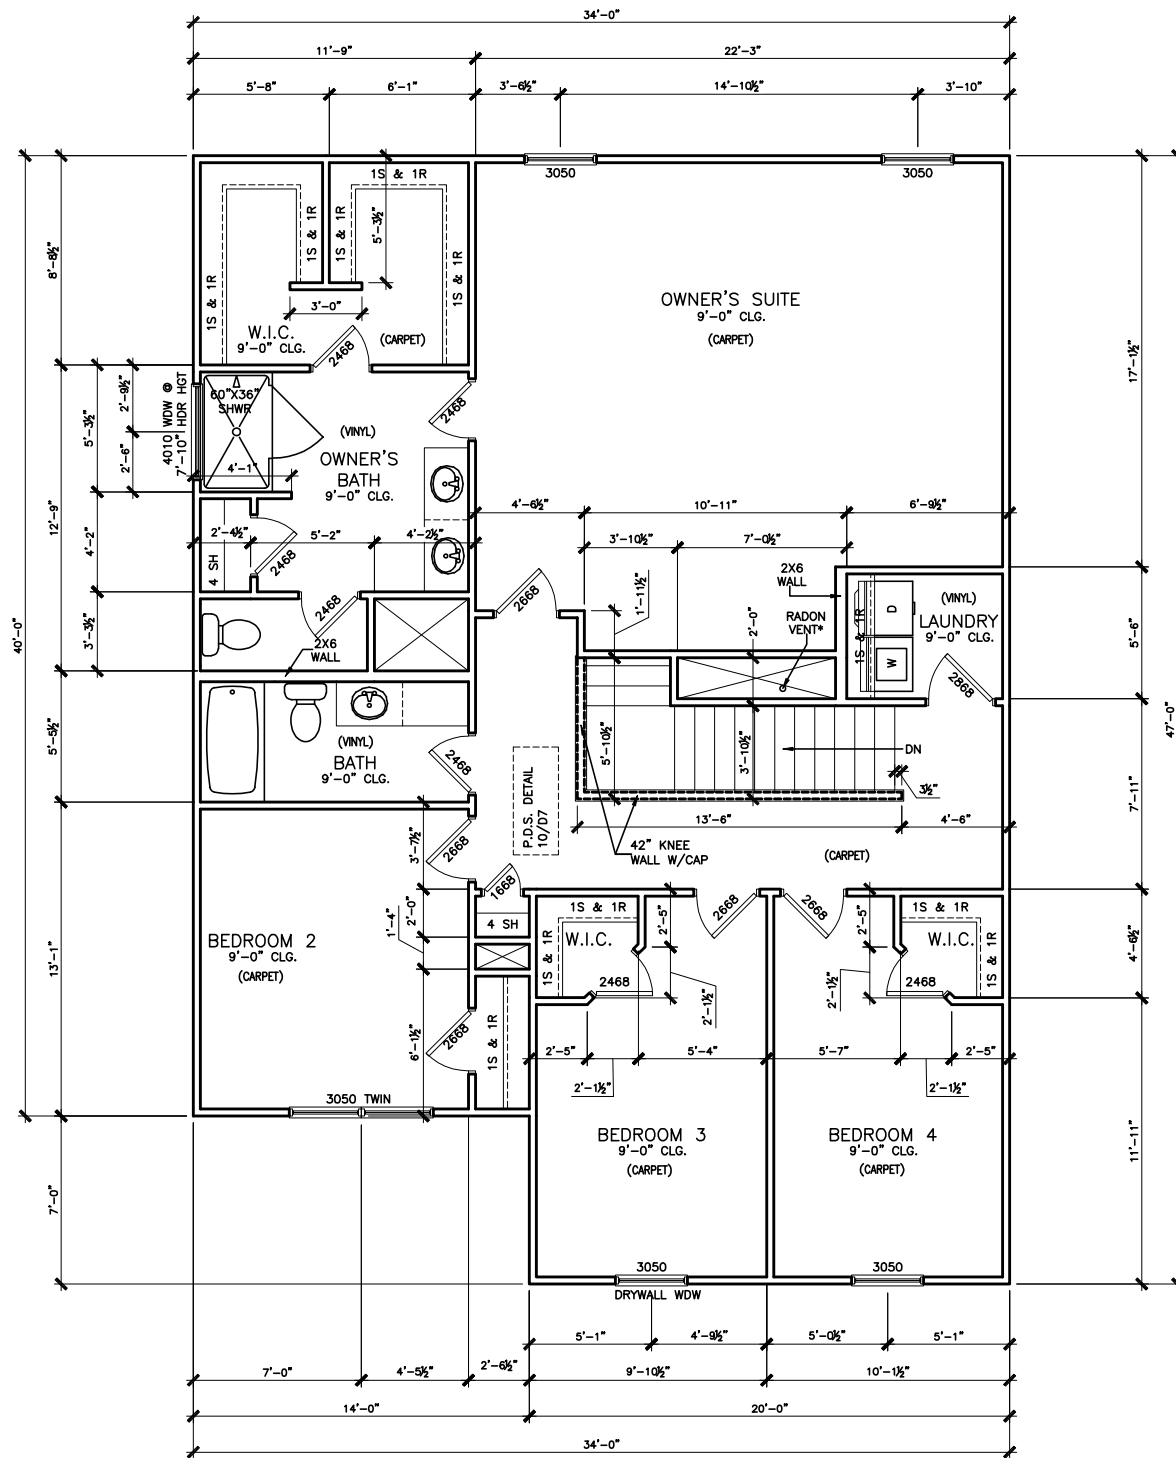 34'-0"
11'-9"
22'-3"
5'-8"
6'-1"
3'-6½"
14'-10½"
3'-10"
3050
3050
1S & 1R
1S & 1R
1S & 1R
5'-3½"
1S & 1R
1S & 1R
8'-8½"
40'-0"
3'-0"
W.I.C.
9'-0" CLG.
(CARPET)
2468
OWNER'S SUITE
9'-0" CLG.
(CARPET)
17'-1½"
47'-0"
4010 WDW @
7'-10" HDR HGT
60"X36"
SHWR
2'-9½"
5'-3½"
2'-6"
4'-1"
2468
(VINYL)
OWNER'S
BATH
9'-0" CLG.
12'-9"
4'-2"
3'-3½"
2'-4½"
5'-2"
4'-2½"
4 SH
2468
2468
2X6
WALL
4'-6½"
10'-11"
6'-9½"
3'-10½"
7'-0½"
1'-11½"
2668
2X6
WALL
RADON
VENT*
2'-0"
1S & 1R
D
W
(VINYL)
LAUNDRY
9'-0" CLG.
2868
5'-6"
5'-5½"
(VINYL)
BATH
9'-0" CLG.
2468
5'-10½"
3'-10½"
DN
3½"
P.D.S. DETAIL
10/D7
13'-6"
4'-6"
7'-11"
42" KNEE
WALL W/CAP
(CARPET)
3'-7½"
2668
1668
2'-0"
1'-4"
4 SH
BEDROOM 2
9'-0" CLG.
(CARPET)
13'-1"
6'-1½"
2668
1S & 1R
1S & 1R
1S & 1R
W.I.C.
2468
2668
2'-5"
2'-1½"
2668
2'-5"
2'-1½"
1S & 1R
W.I.C.
1S & 1R
2468
4'-6½"
2'-5"
5'-4"
5'-7"
2'-5"
2'-1½"
2'-1½"
3050 TWIN
BEDROOM 3
9'-0" CLG.
(CARPET)
BEDROOM 4
9'-0" CLG.
(CARPET)
11'-11"
7'-0"
3050
DRYWALL WDW
3050
5'-1"
4'-9½"
5'-0½"
5'-1"
7'-0"
4'-5½"
2'-6½"
9'-10½"
10'-1½"
14'-0"
20'-0"
34'-0"